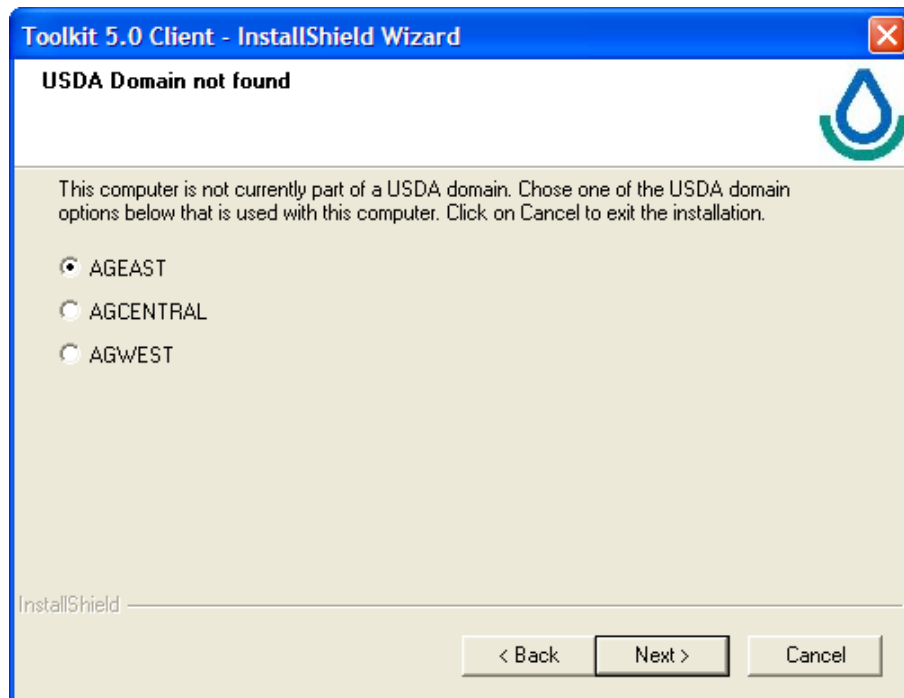 Toolkit 5.0 Client - InstallShield Wizard
USDA Domain not found
This computer is not currently part of a USDA domain. Chose one of the USDA domain
options below that is used with this computer. Click on Cancel to exit the installation.
AGEAST
AGCENTRAL
AGWEST
InstallShield
< Back Next > Cancel